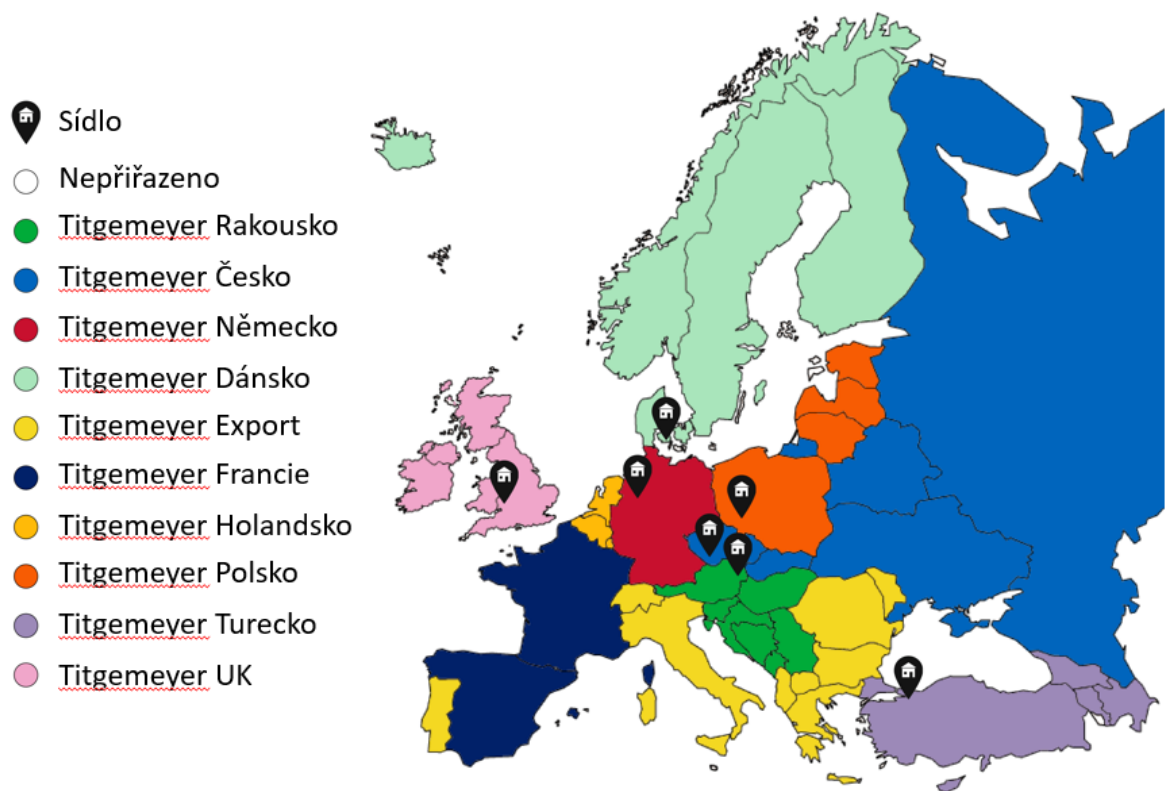 Sídlo
Nepřiřazeno
Titgemeyer Rakousko
Titgemeyer Česko
Titgemeyer Německo
Titgemeyer Dánsko
Titgemeyer Export
Titgemeyer Francie
Titgemeyer Holandsko
Titgemeyer Polsko
Titgemeyer Turecko
Titgemeyer UK